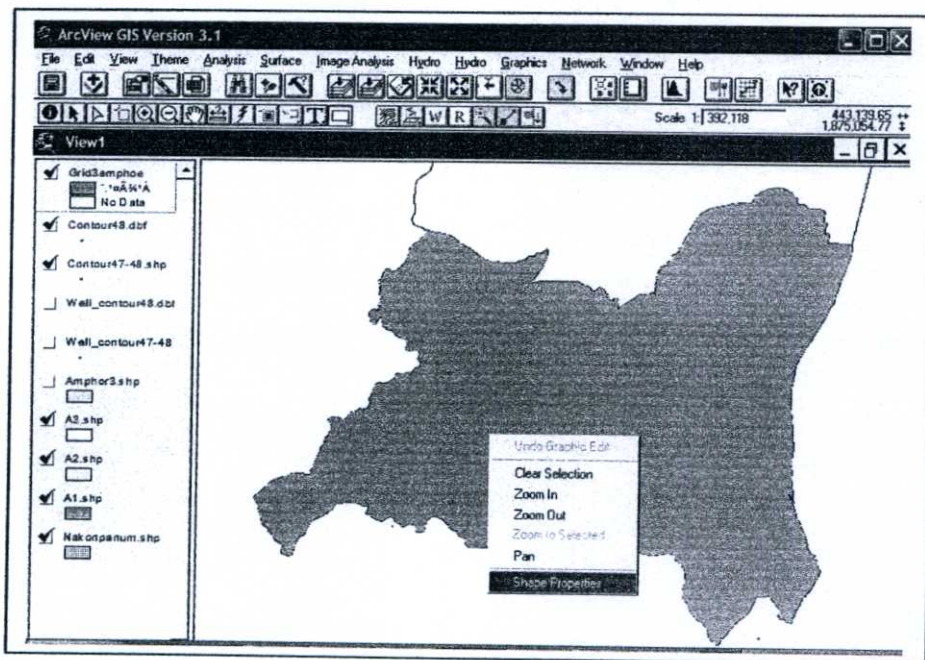 ArcView GIS Version 3.1
File Edit View Theme Analysis Surface Image Analysis Hydro Hydro Graphics Network Window Help
W R T Scale 1: 392,118 443,139.65
1,875,054.77
View1
Grid3amphoe
No Data
Contour48.dbf
Contour47-48.shp
Well_contour48.dbf
Well_contour47-48
Amphor3.shp
A2.shp
A2.shp
A1.shp
Nakonpanum.shp
Undo Graphic Edit
Clear Selection
Zoom In
Zoom Out
Zoom to Selected
Pan
Shape Properties